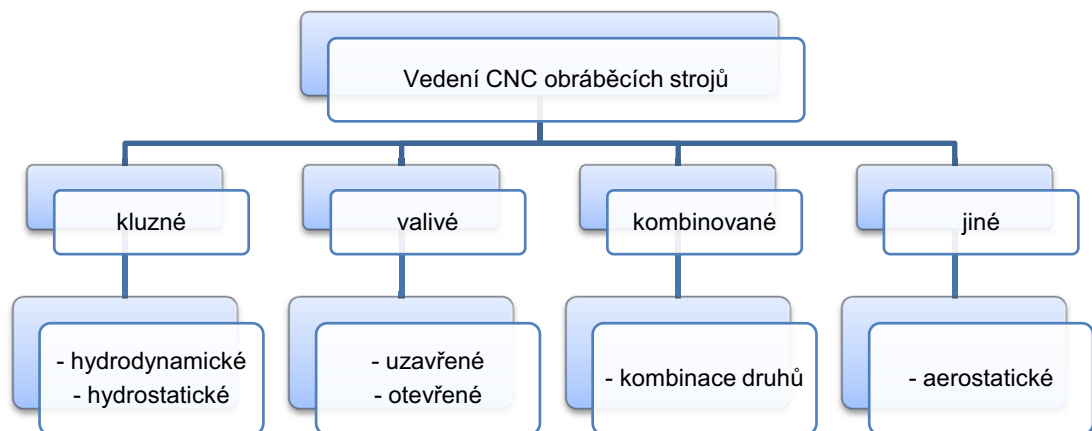 Vedení CNC obráběcích strojů
kluzné
valivé
kombinované
jiné
- hydrodynamické
- hydrostatické
- uzavřené
- otevřené
- kombinace druhů
- aerostatické